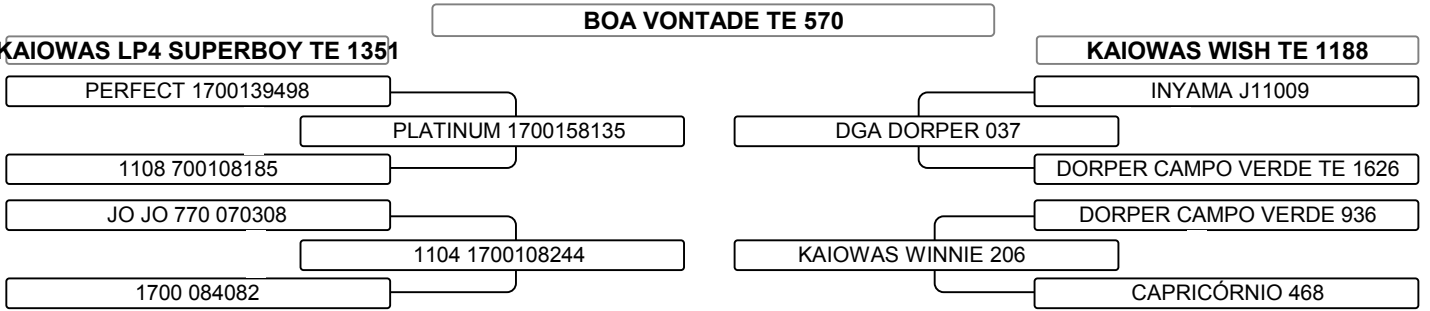 BOA VONTADE TE 570
KAIOWAS LP4 SUPERBOY TE 1351
KAIOWAS WISH TE 1188
PERFECT 1700139498
INYAMA J11009
PLATINUM 1700158135
DGA DORPER 037
1108 700108185
DORPER CAMPO VERDE TE 1626
JO JO 770 070308
DORPER CAMPO VERDE 936
1104 1700108244
KAIOWAS WINNIE 206
1700 084082
CAPRICÓRNIO 468